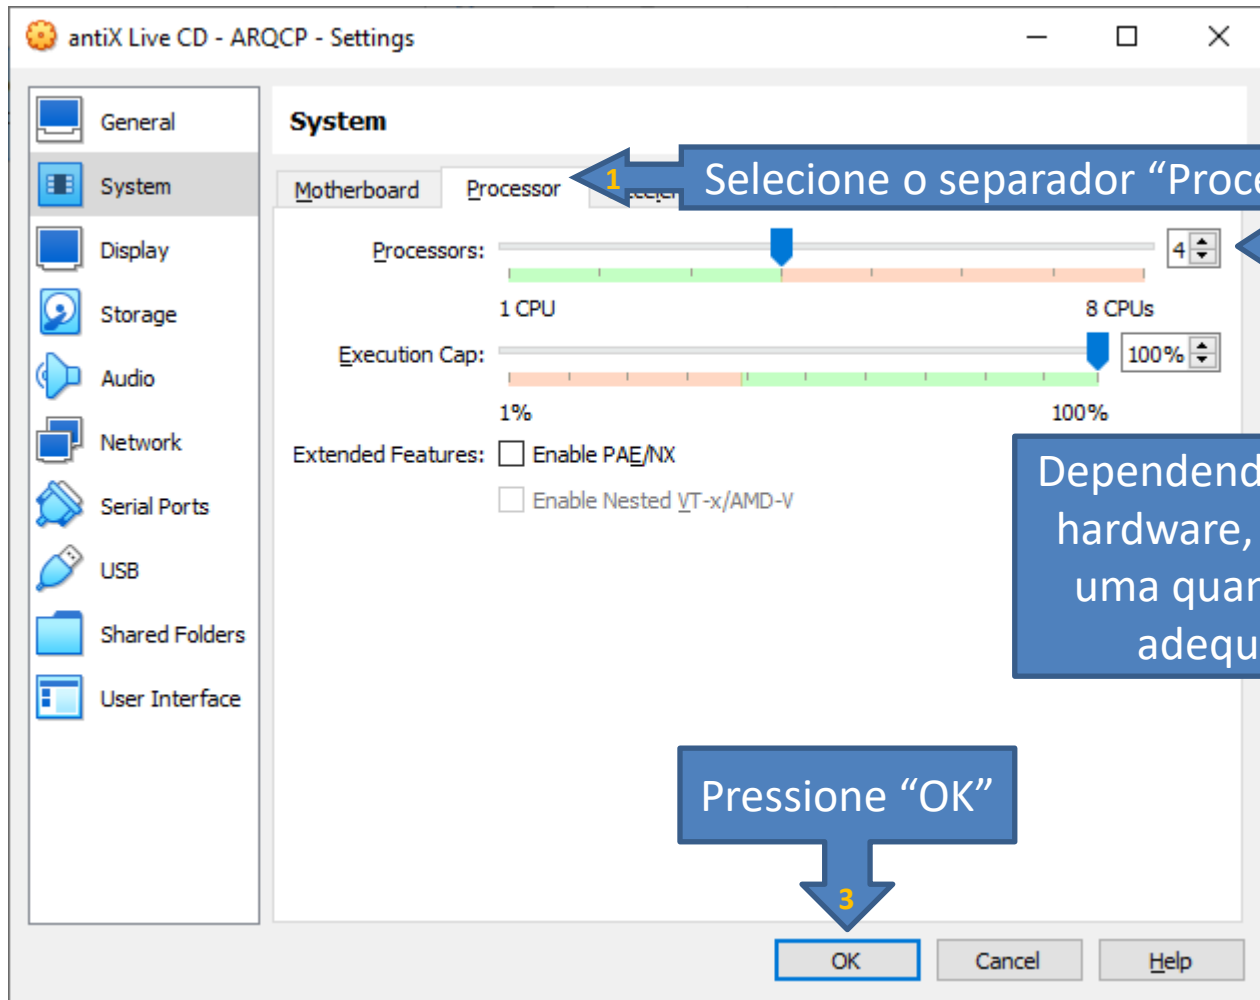 antiX Live CD - ARQCP - Settings
General
System
Display
Storage
Audio
Network
Serial Ports
USB
Shared Folders
User Interface
System
Motherboard
Processor
1
Selecione o separador “Proce
Processors:
4
1 CPU
8 CPUs
Execution Cap:
100%
1%
100%
Extended Features:
Enable PAE/NX
Enable Nested VT-x/AMD-V
Dependend
hardware,
uma quan
adequ
Pressione “OK”
3
OK
Cancel
Help